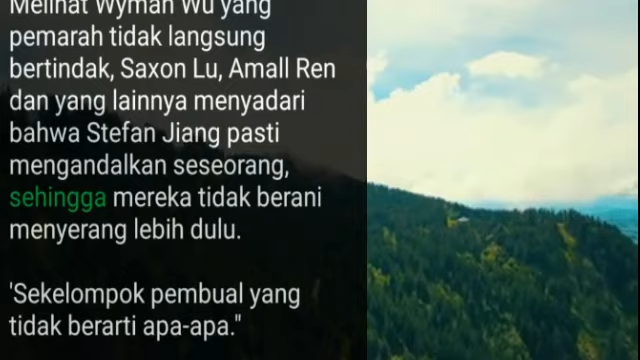 Melihat Wyman Wu yang
pemarah tidak langsung
bertindak, Saxon Lu, Amall Ren
dan yang lainnya menyadari
bahwa Stefan Jiang pasti
mengandalkan seseorang,
sehingga mereka tidak berani
menyerang lebih dulu.
'Sekelompok pembual yang
tidak berarti apa-apa."